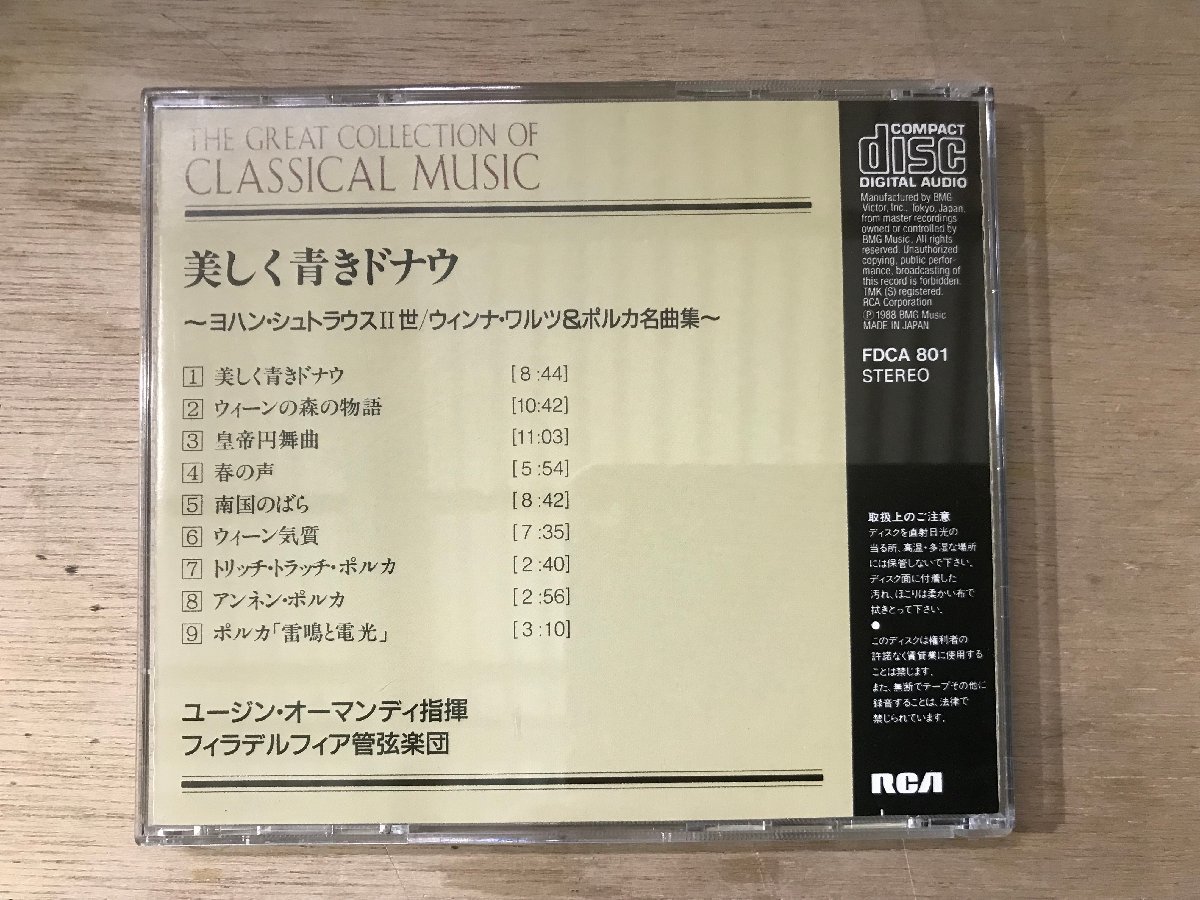 THE GREAT COLLECTION OF
CLASSICAL MUSIC
美しく青きドナウ
～ヨハン・シュトラウスII世/ウィンナ・ワルツ&ポルカ名曲集～
1 美しく青きドナウ [8:44]
2 ウィーンの森の物語 [10:42]
3 皇帝円舞曲 [11:03]
4 春の声 [5:54]
5 南国のばら [8:42]
6 ウィーン気質 [7:35]
7 トリッチ・トラッチ・ポルカ [2:40]
8 アンネン・ポルカ [2:56]
9 ポルカ「雷鳴と電光」 [3:10]
ユージン・オーマンディ指揮
フィラデルフィア管弦楽団
COMPACT
disc
DIGITAL AUDIO
Manufactured by BMG
Victor, Inc., Tokyo, Japan,
from master recordings
owned or controlled by
BMG Music. All rights
reserved. Unauthorized
copying, public perfor-
mance, broadcasting of
this record is forbidden.
TMK (S) registered.
RCA Corporation
Ⓟ 1988 BMG Music
MADE IN JAPAN
FDCA 801
STEREO
取扱上のご注意
ディスクを直射日光の
当る所、高温・多湿な場所
には保管しないで下さい。
ディスク面に付着した
汚れ、ほこりは柔かい布で
拭きとって下さい。
●
このディスクは権利者の
許諾なく賃貸業に使用する
ことは禁じます。
また、無断でテープその他に
録音することは、法律で
禁じられています。
RCA